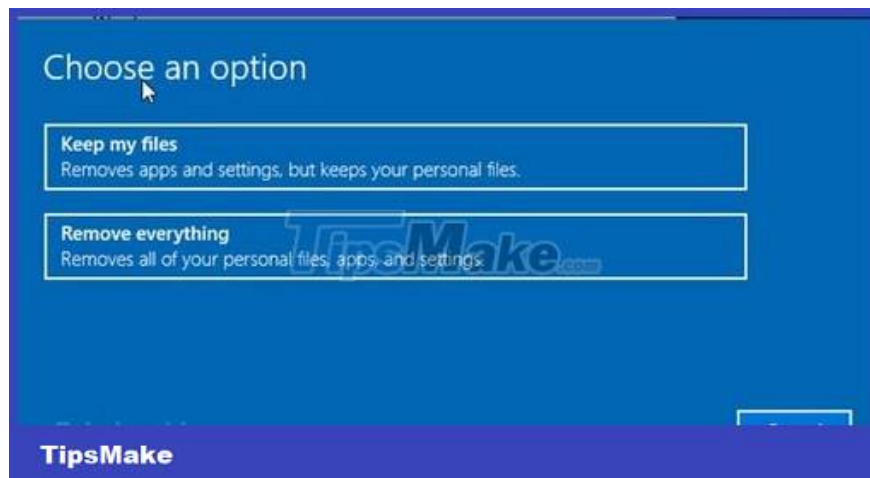 Choose an option
Keep my files
Removes apps and settings, but keeps your personal files.
Remove everything
Removes all of your personal files, apps, and settings.
TipsMake.com
TipsMake